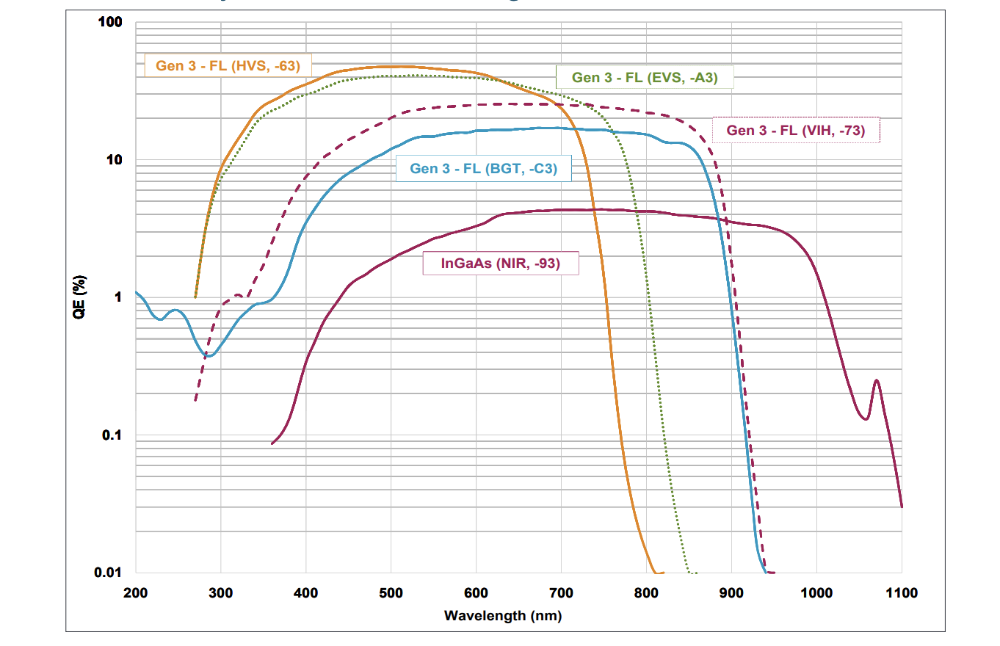 100
Gen 3 - FL (HVS, -63)
Gen 3 - FL (EVS, -A3)
Gen 3 - FL (VIH, -73)
10
Gen 3 - FL (BGT, -C3)
InGaAs (NIR, -93)
QE (%)
1
0.1
0.01
200 300 400 500 600 700 800 900 1000 1100
Wavelength (nm)